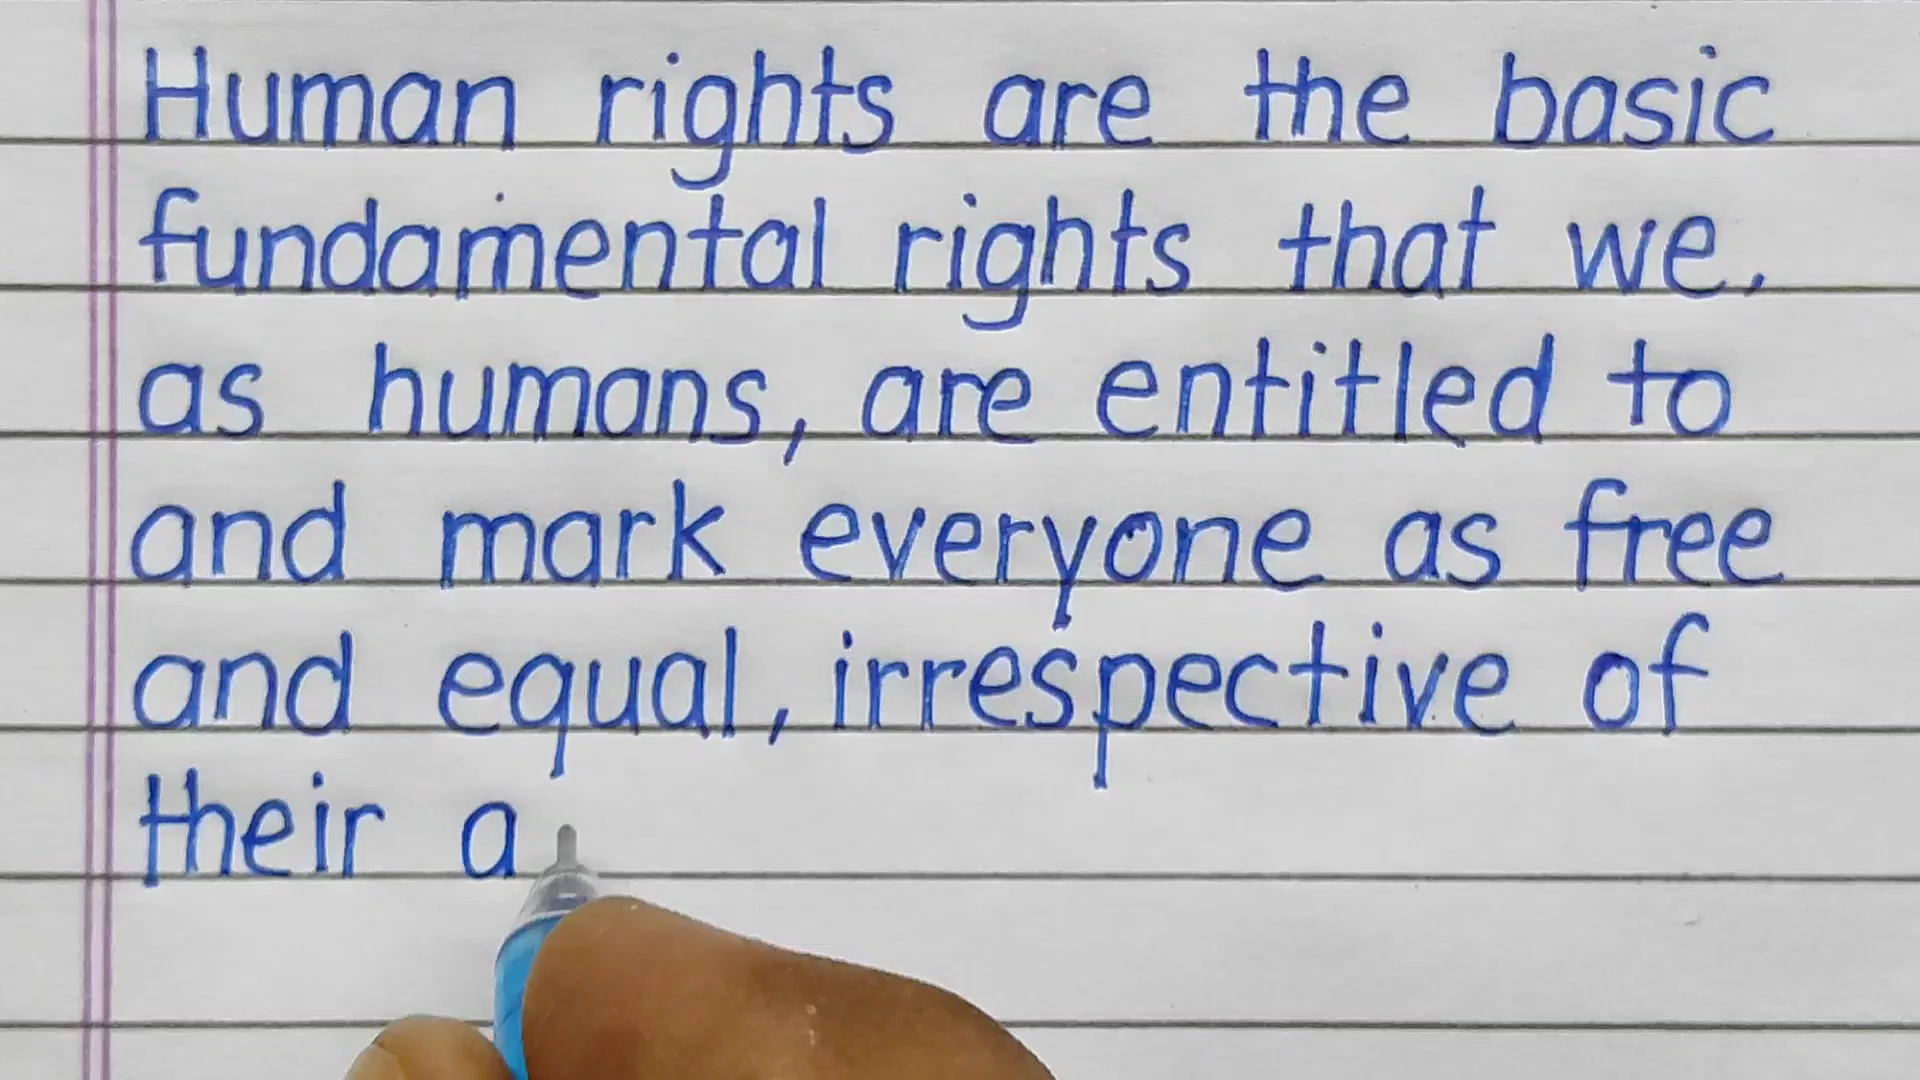 Human rights are the basic
fundamental rights that we,
as humans, are entitled to
and mark everyone as free
and equal, irrespective of
their a